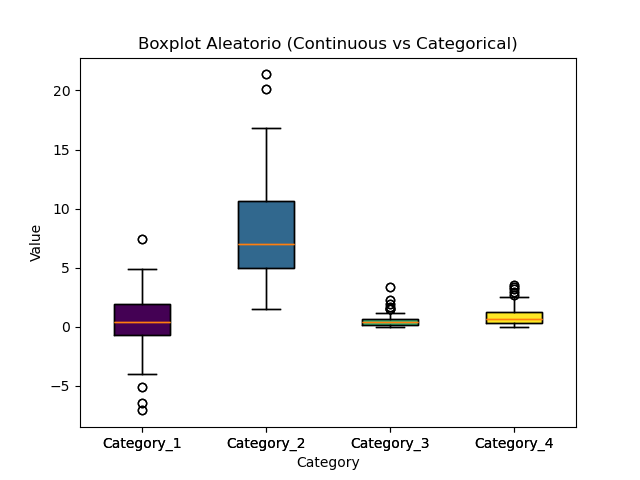 Boxplot Aleatorio (Continuous vs Categorical)
20
15
10
5
0
−5
Value
Category_1 Category_2 Category_3 Category_4
Category